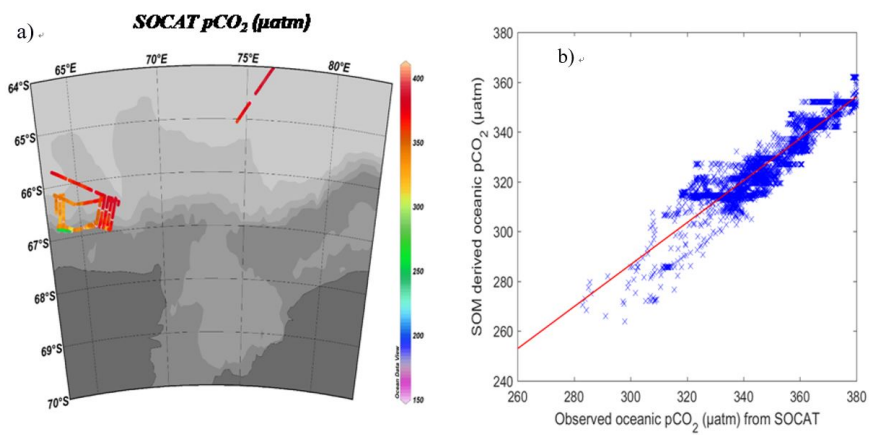 SOCAT pCO2 (μatm)
a)
65°E
70°E
75°E
80°E
64°S
65°S
66°S
67°S
68°S
69°S
70°S
400
350
300
250
200
150
Ocean Data View
b)
380
360
340
320
300
280
260
240
260
280
300
320
340
360
380
SOM derived oceanic pCO2 (μatm)
Observed oceanic pCO2 (μatm) from SOCAT